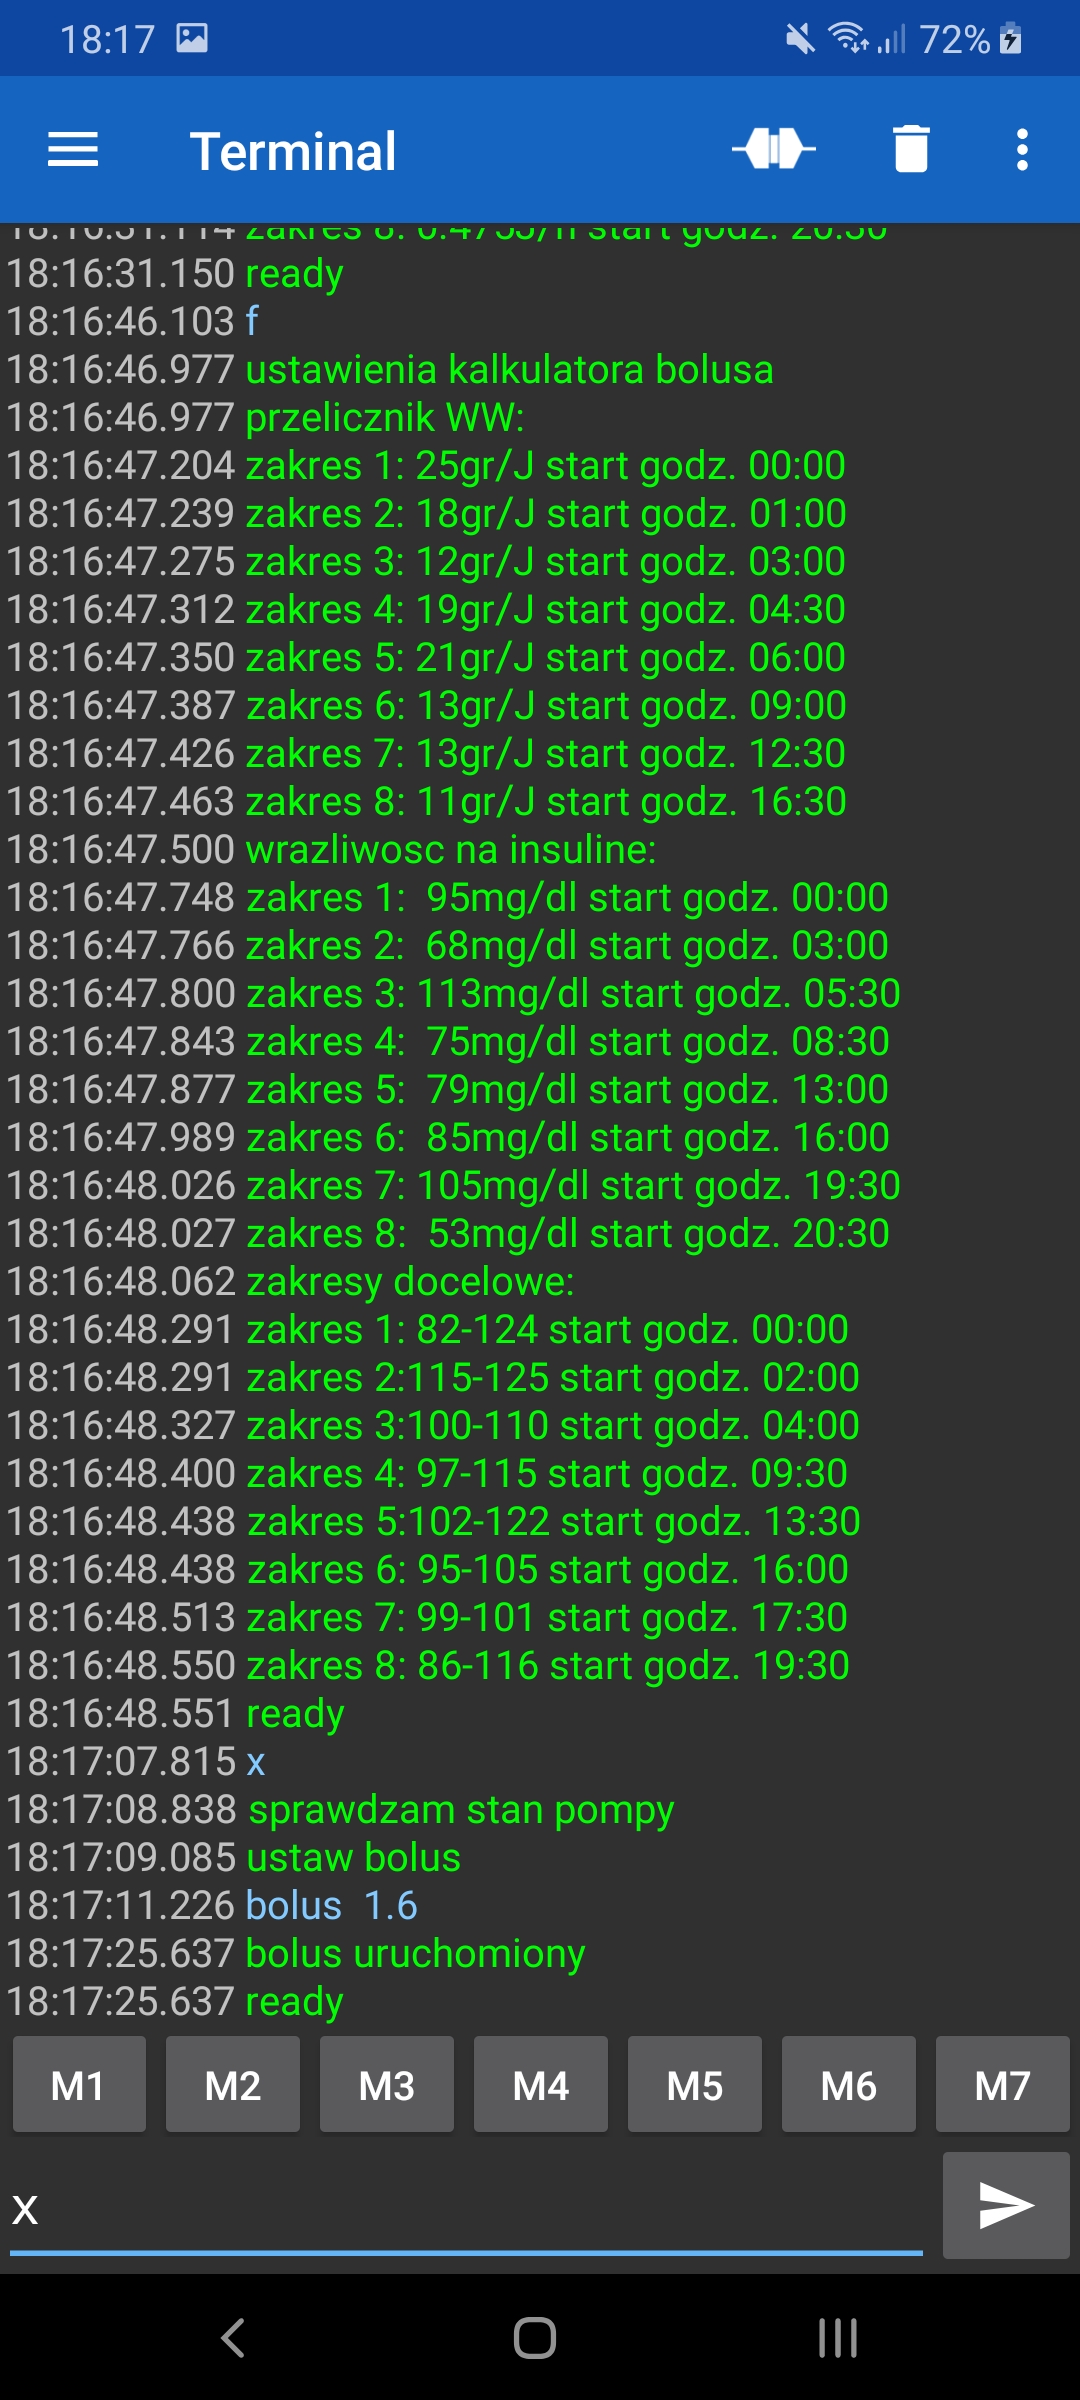 18:17 72%
Terminal
18:16:31.114 zakres 8: 0.475J/h start godz. 20:30
18:16:31.150 ready
18:16:46.103 f
18:16:46.977 ustawienia kalkulatora bolusa
18:16:46.977 przelicznik WW:
18:16:47.204 zakres 1: 25gr/J start godz. 00:00
18:16:47.239 zakres 2: 18gr/J start godz. 01:00
18:16:47.275 zakres 3: 12gr/J start godz. 03:00
18:16:47.312 zakres 4: 19gr/J start godz. 04:30
18:16:47.350 zakres 5: 21gr/J start godz. 06:00
18:16:47.387 zakres 6: 13gr/J start godz. 09:00
18:16:47.426 zakres 7: 13gr/J start godz. 12:30
18:16:47.463 zakres 8: 11gr/J start godz. 16:30
18:16:47.500 wrazliwosc na insuline:
18:16:47.748 zakres 1:  95mg/dl start godz. 00:00
18:16:47.766 zakres 2:  68mg/dl start godz. 03:00
18:16:47.800 zakres 3: 113mg/dl start godz. 05:30
18:16:47.843 zakres 4:  75mg/dl start godz. 08:30
18:16:47.877 zakres 5:  79mg/dl start godz. 13:00
18:16:47.989 zakres 6:  85mg/dl start godz. 16:00
18:16:48.026 zakres 7: 105mg/dl start godz. 19:30
18:16:48.027 zakres 8:  53mg/dl start godz. 20:30
18:16:48.062 zakresy docelowe:
18:16:48.291 zakres 1: 82-124 start godz. 00:00
18:16:48.291 zakres 2:115-125 start godz. 02:00
18:16:48.327 zakres 3:100-110 start godz. 04:00
18:16:48.400 zakres 4: 97-115 start godz. 09:30
18:16:48.438 zakres 5:102-122 start godz. 13:30
18:16:48.438 zakres 6: 95-105 start godz. 16:00
18:16:48.513 zakres 7: 99-101 start godz. 17:30
18:16:48.550 zakres 8: 86-116 start godz. 19:30
18:16:48.551 ready
18:17:07.815 x
18:17:08.838 sprawdzam stan pompy
18:17:09.085 ustaw bolus
18:17:11.226 bolus  1.6
18:17:25.637 bolus uruchomiony
18:17:25.637 ready
M1 M2 M3 M4 M5 M6 M7
x